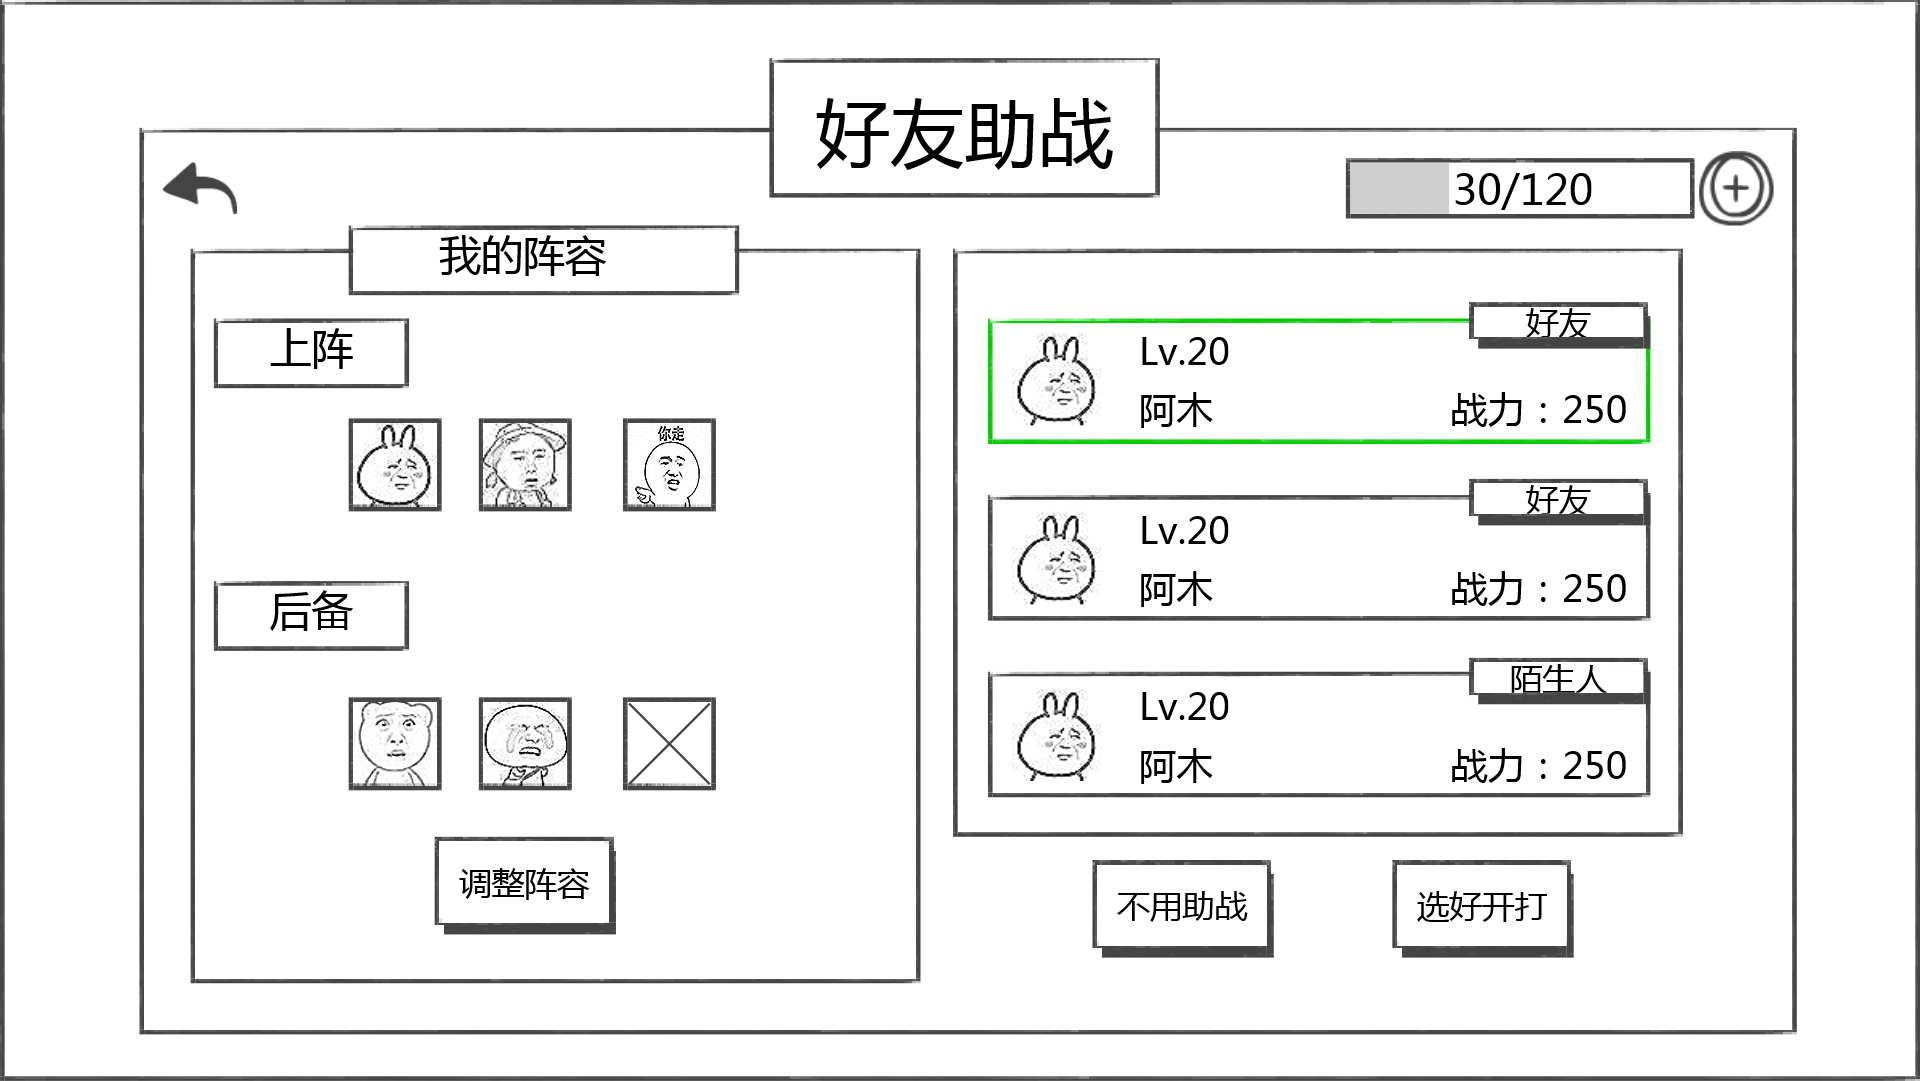 好友助战
30/120
我的阵容
上阵
你走
后备
调整阵容
好友
Lv.20
阿木
战力：250
好友
Lv.20
阿木
战力：250
陌生人
Lv.20
阿木
战力：250
不用助战
选好开打